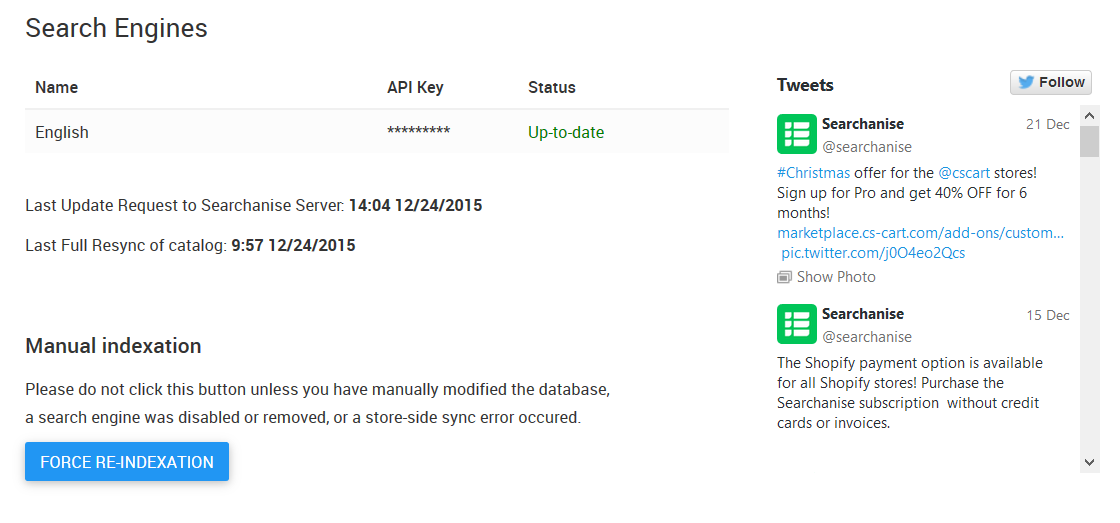 Search Engines
Name API Key Status
English ********* Up-to-date
Last Update Request to Searchanise Server: 14:04 12/24/2015
Last Full Resync of catalog: 9:57 12/24/2015
Manual indexation
Please do not click this button unless you have manually modified the database,
a search engine was disabled or removed, or a store-side sync error occured.
FORCE RE-INDEXATION
Tweets
Follow
Searchanise 21 Dec
@searchanise
#Christmas offer for the @cscart stores!
Sign up for Pro and get 40% OFF for 6
months!
marketplace.cs-cart.com/add-ons/custom...
pic.twitter.com/j0O4eo2Qcs
Show Photo
Searchanise 15 Dec
@searchanise
The Shopify payment option is available
for all Shopify stores! Purchase the
Searchanise subscription without credit
cards or invoices.